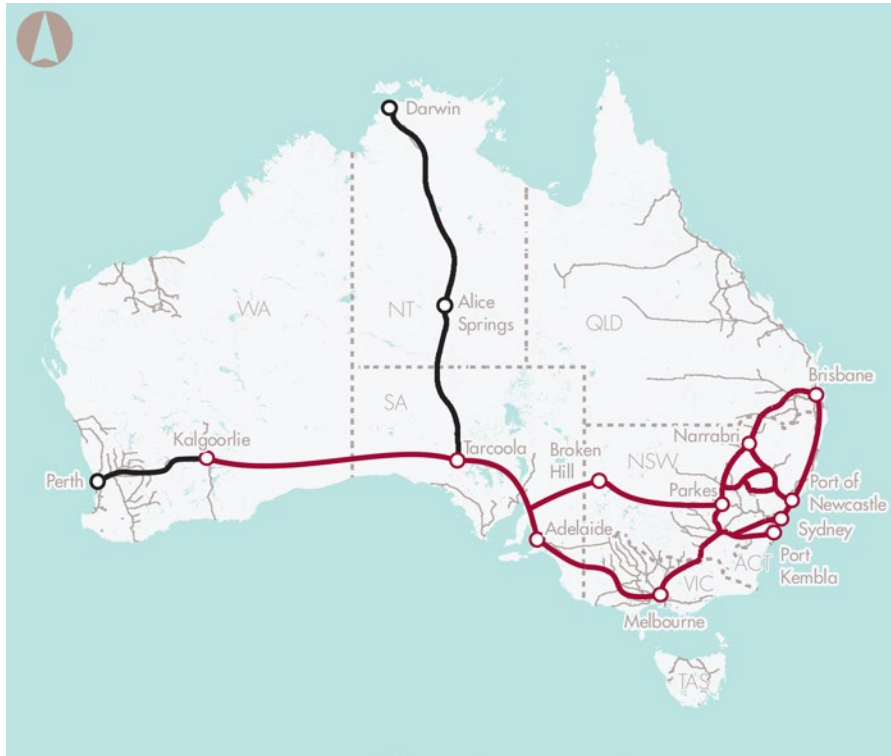 Darwin
WA
NT
Alice
Springs
QLD
Brisbane
SA
Kalgoorlie
Tarcoola
Broken
Hill
NSW
Narrabri
Perth
Parkes
Port of
Newcastle
Adelaide
Sydney
ACT
Port
Kembla
VIC
Melbourne
TAS